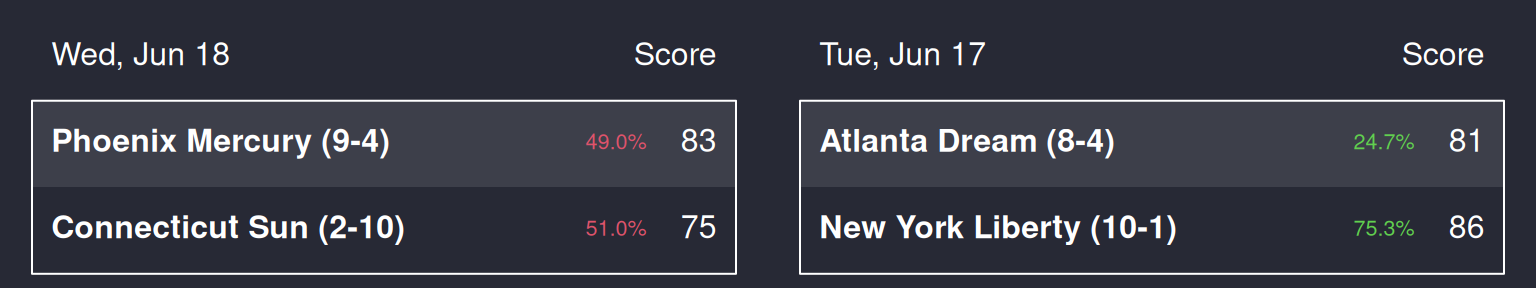 Wed, Jun 18 Score
Phoenix Mercury (9-4) 49.0% 83
Connecticut Sun (2-10) 51.0% 75
Tue, Jun 17 Score
Atlanta Dream (8-4) 24.7% 81
New York Liberty (10-1) 75.3% 86